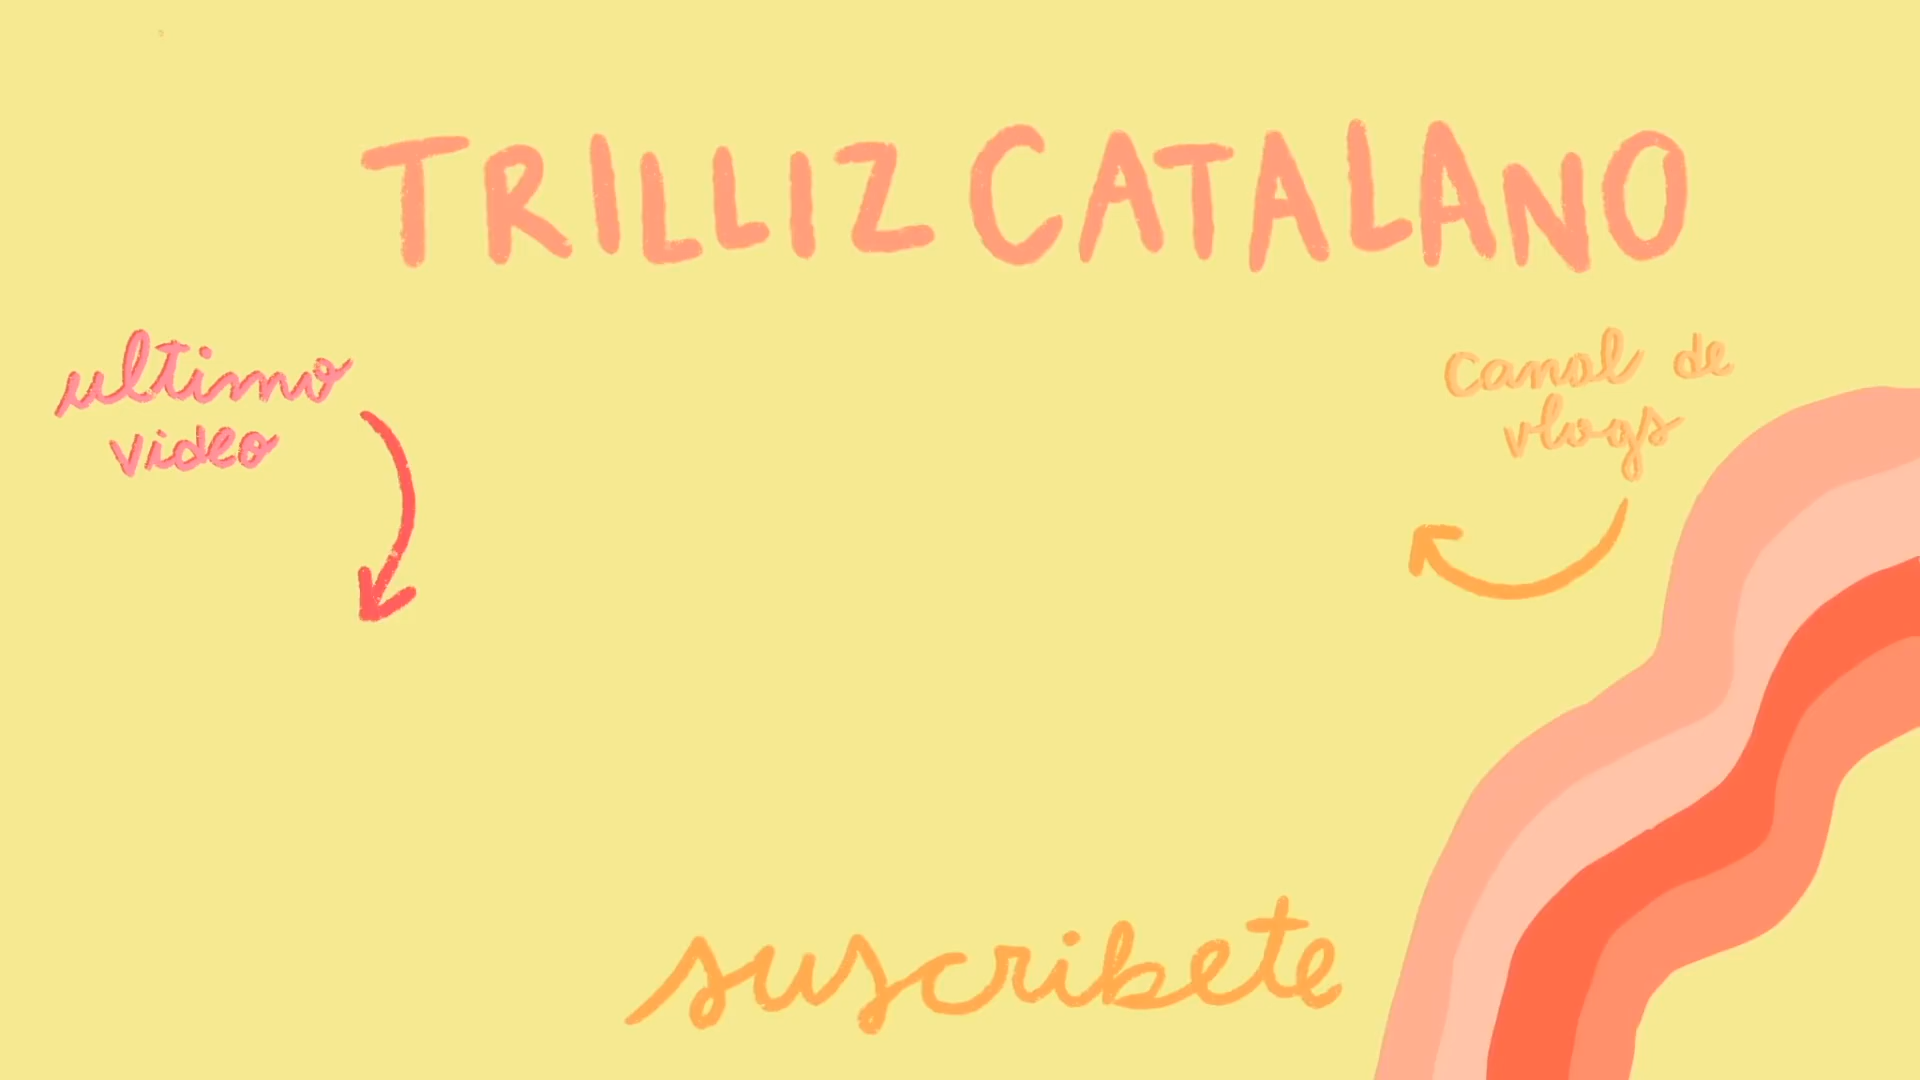 TRILLIZ CATALANO
ultimo
video
canal de
vlogs
suscribete